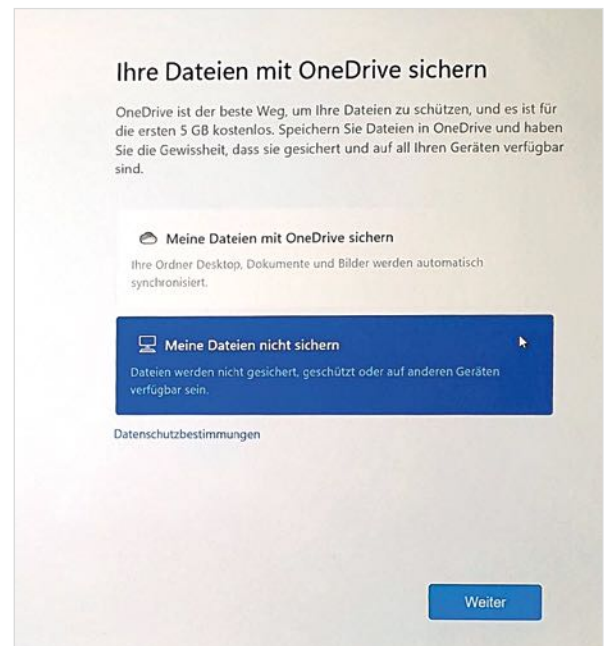 Ihre Dateien mit OneDrive sichern
OneDrive ist der beste Weg, um Ihre Dateien zu schützen, und es ist für
die ersten 5 GB kostenlos. Speichern Sie Dateien in OneDrive und haben
Sie die Gewissheit, dass sie gesichert und auf all Ihren Geräten verfügbar
sind.
Meine Dateien mit OneDrive sichern
Ihre Ordner Desktop, Dokumente und Bilder werden automatisch
synchronisiert.
Meine Dateien nicht sichern
Dateien werden nicht gesichert, geschützt oder auf anderen Geräten
verfügbar sein.
Datenschutzbestimmungen
Weiter